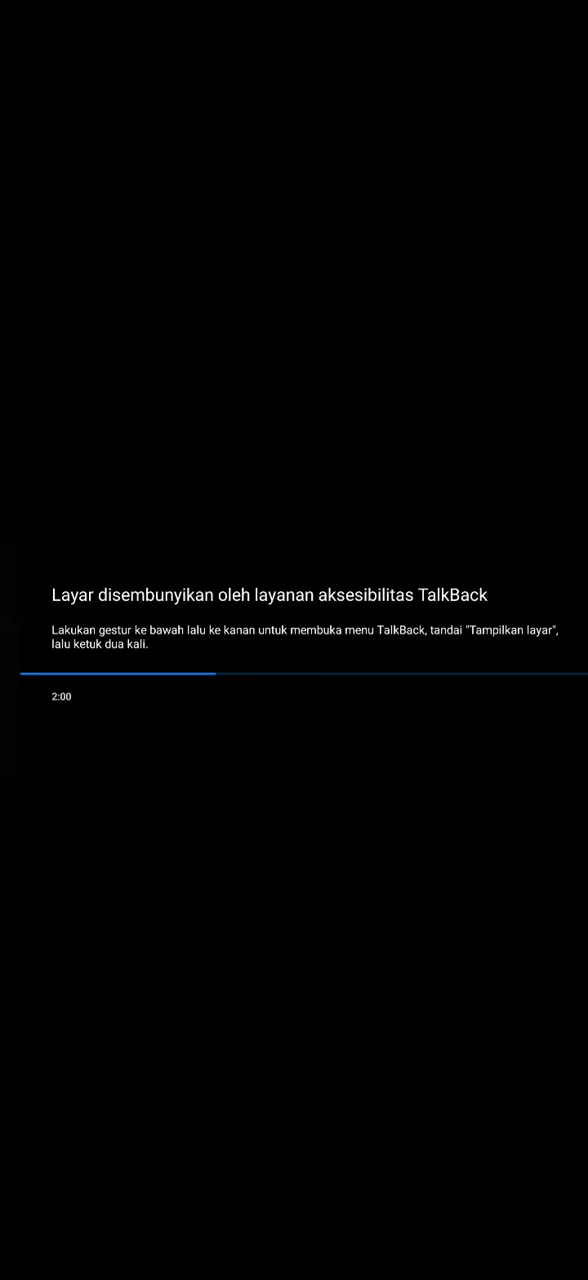 Layar disembunyikan oleh layanan aksesibilitas TalkBack
Lakukan gestur ke bawah lalu ke kanan untuk membuka menu TalkBack, tandai "Tampilkan layar",
lalu ketuk dua kali.
2:00